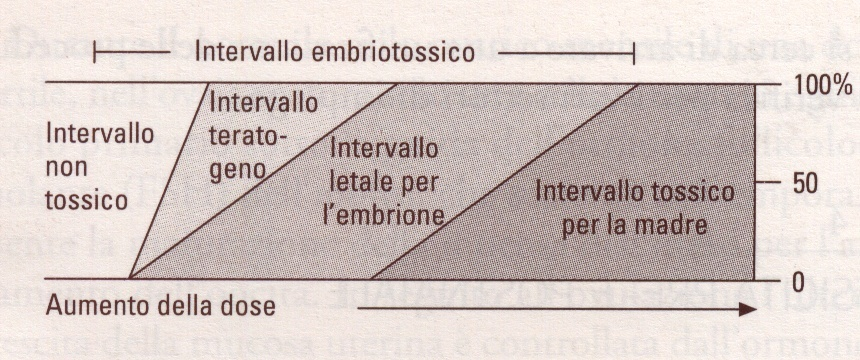 Intervallo embriotossico
100%
Intervallo
non
tossico
Intervallo
terato-
geno
Intervallo
letale per
l'embrione
Intervallo tossico
per la madre
50
0
Aumento della dose